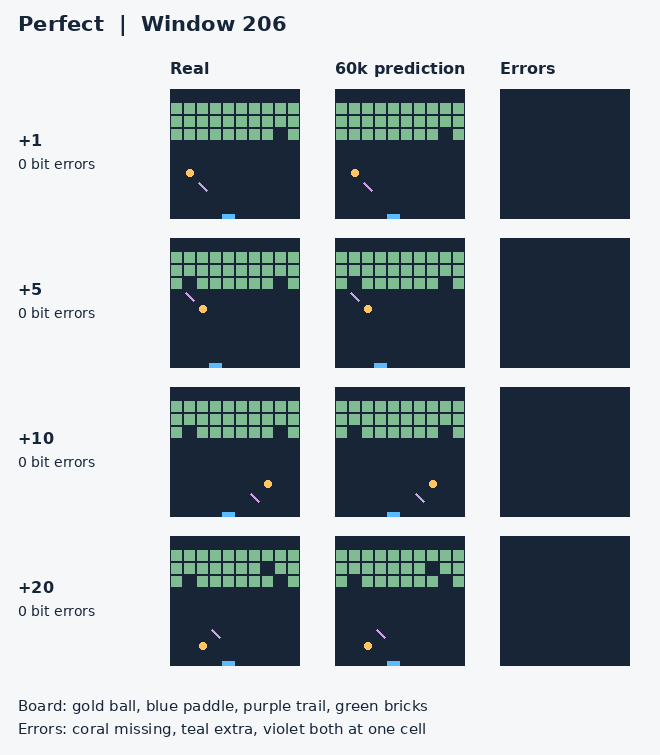 Perfect | Window 206
Real 60k prediction Errors
+1
0 bit errors
+5
0 bit errors
+10
0 bit errors
+20
0 bit errors
Board: gold ball, blue paddle, purple trail, green bricks
Errors: coral missing, teal extra, violet both at one cell